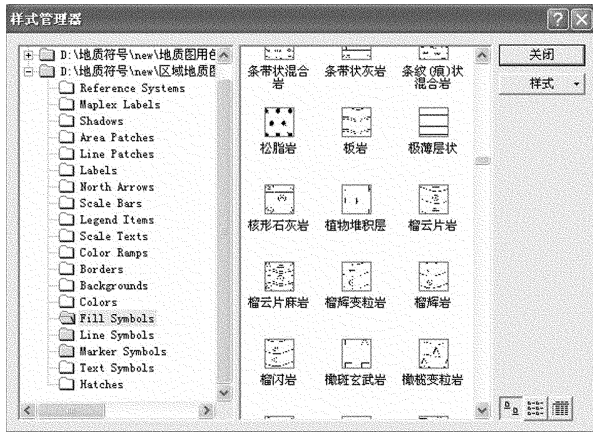 样式管理器
D:\地质符号\new\地质图用色
D:\地质符号\new\区域地质图
Reference Systems
Maplex Labels
Shadows
Area Patches
Line Patches
Labels
North Arrows
Scale Bars
Legend Items
Scale Texts
Color Ramps
Borders
Backgrounds
Colors
Fill Symbols
Line Symbols
Marker Symbols
Text Symbols
Hatches
条带状混合岩
条带状灰岩
条纹(痕)状混合岩
松脂岩
板岩
极薄层状
核形石灰岩
植物堆积层
榴云片岩
榴云片麻岩
榴辉变粒岩
榴辉岩
榴闪岩
橄斑玄武岩
橄榄变粒岩
关闭
样式